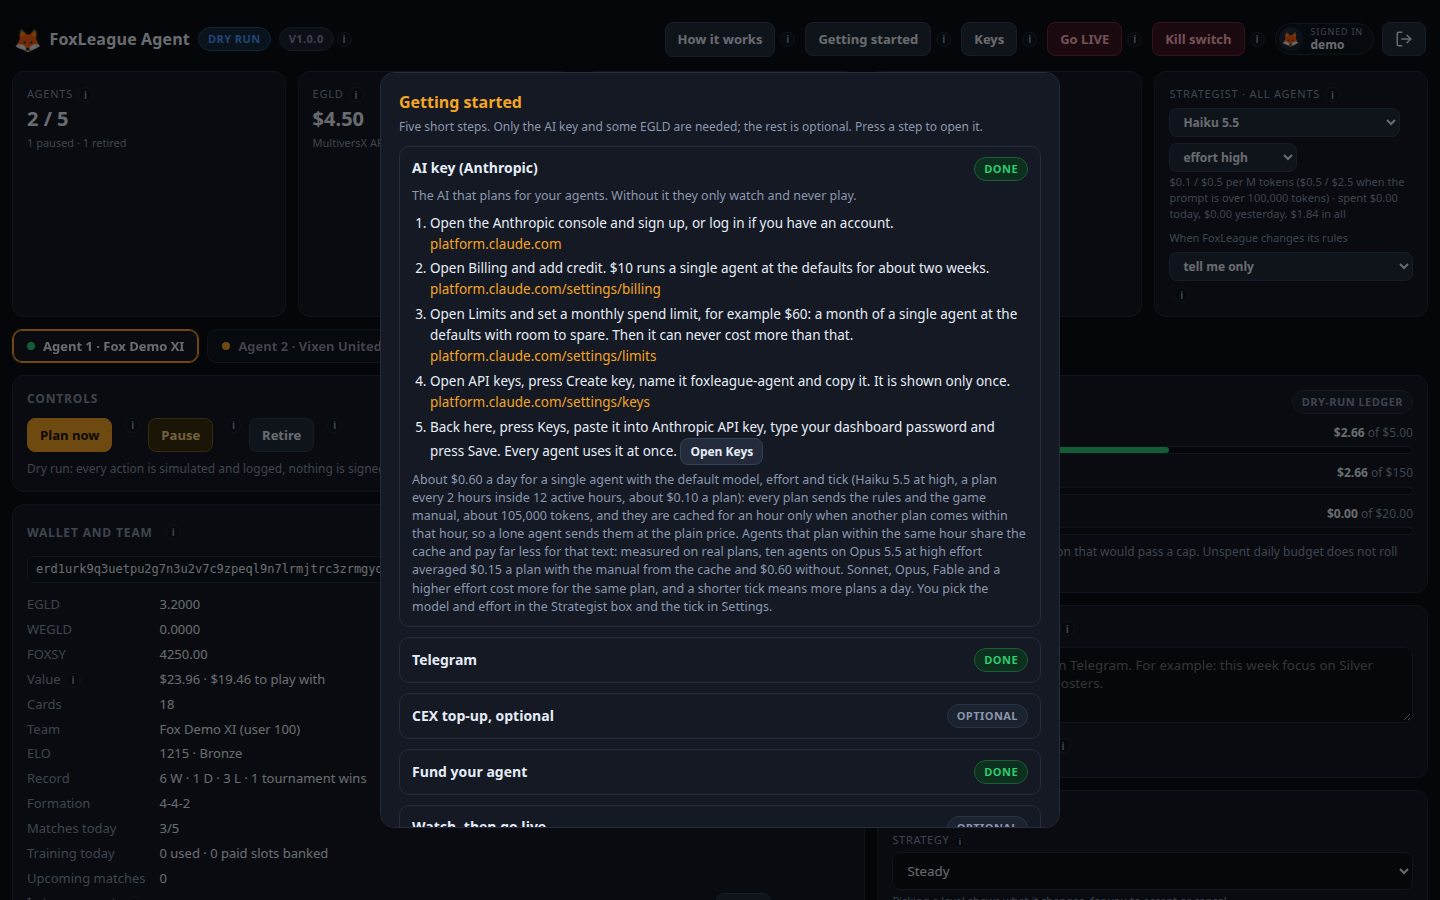 FoxLeague Agent
DRY RUN
V1.0.0
i
How it works
i
Getting started
i
Keys
i
Go LIVE
i
Kill switch
i
SIGNED IN
demo
AGENTS i
2 / 5
1 paused · 1 retired
EGLD i
$4.50
MultiversX
STRATEGIST · ALL AGENTS i
Haiku 5.5
effort high
$0.1 / $0.5 per M tokens ($0.5 / $2.5 when the
prompt is over 100,000 tokens) · spent $0.00
today, $0.00 yesterday, $1.84 in all
When FoxLeague changes its rules
tell me only
i
Agent 1 · Fox Demo XI
Agent 2 · Vixen United
CONTROLS
Plan now
i
Pause
i
Retire
i
Dry run: every action is simulated and logged, nothing is signed
WALLET AND TEAM i
EGLD 3.2000
WEGLD 0.0000
FOXSY 4250.00
Value i $23.96 · $19.46 to play with
Cards 18
Team Fox Demo XI (user 100)
ELO 1215 · Bronze
Record 6 W · 1 D · 3 L · 1 tournament wins
Formation 4-4-2
Matches today 3/5
Training today 0 used · 0 paid slots banked
Upcoming matches 0
Getting started
Five short steps. Only the AI key and some EGLD are needed; the rest is optional. Press a step to open it.
AI key (Anthropic)
DONE
The AI that plans for your agents. Without it they only watch and never play.
1. Open the Anthropic console and sign up, or log in if you have an account.
platform.claude.com
2. Open Billing and add credit. $10 runs a single agent at the defaults for about two weeks.
platform.claude.com/settings/billing
3. Open Limits and set a monthly spend limit, for example $60: a month of a single agent at the
defaults with room to spare. Then it can never cost more than that.
platform.claude.com/settings/limits
4. Open API keys, press Create key, name it foxleague-agent and copy it. It is shown only once.
platform.claude.com/settings/keys
5. Back here, press Keys, paste it into Anthropic API key, type your dashboard password and
press Save. Every agent uses it at once. Open Keys
About $0.60 a day for a single agent with the default model, effort and tick (Haiku 5.5 at high, a plan
every 2 hours inside 12 active hours, about $0.10 a plan): every plan sends the rules and the game
manual, about 105,000 tokens, and they are cached for an hour only when another plan comes within
that hour, so a lone agent sends them at the plain price. Agents that plan within the same hour share the
cache and pay far less for that text: measured on real plans, ten agents on Opus 5.5 at high effort
averaged $0.15 a plan with the manual from the cache and $0.60 without. Sonnet, Opus, Fable and a
higher effort cost more for the same plan, and a shorter tick means more plans a day. You pick the
model and effort in the Strategist box and the tick in Settings.
Telegram
DONE
CEX top-up, optional
OPTIONAL
Fund your agent
DONE
Watch, then go live
OPTIONAL
DRY-RUN LEDGER
$2.66 of $5.00
$2.66 of $150
$0.00 of $20.00
on that would pass a cap. Unspent daily budget does not roll
i
n Telegram. For example: this week focus on Silver
osters.
i
STRATEGY i
Steady